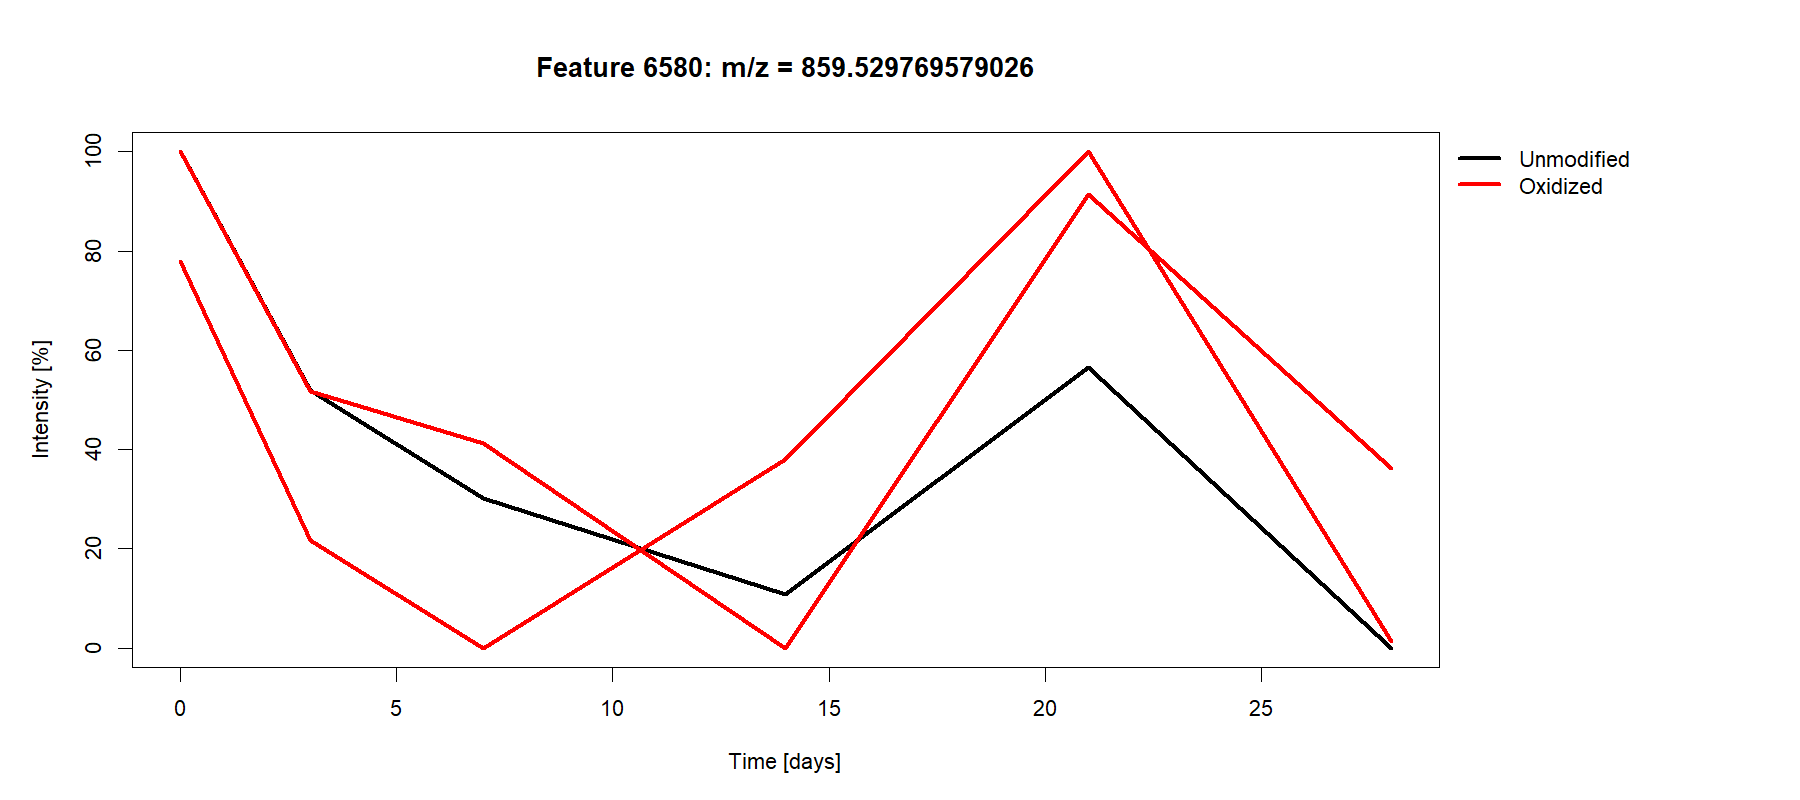 Feature 6580: m/z = 859.529769579026
Unmodified
Oxidized
Intensity [%]
100
80
60
40
20
0
0 5 10 15 20 25
Time [days]